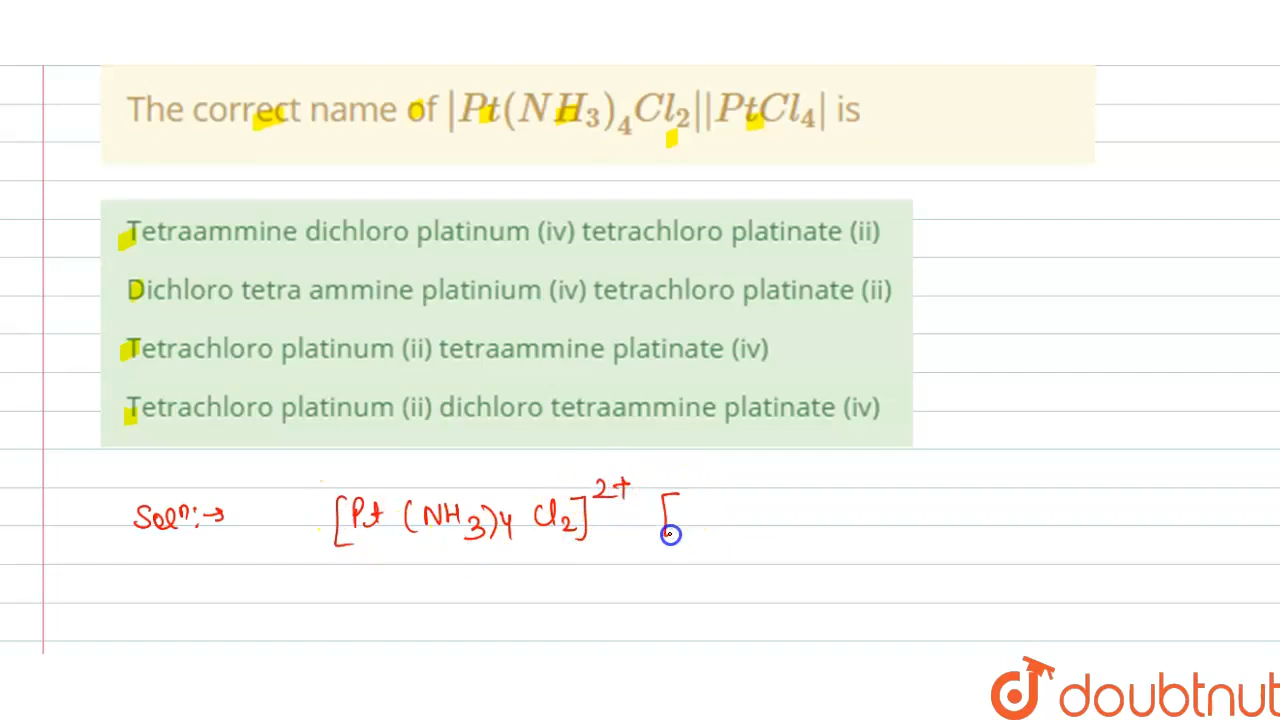 The correct name of |Pt(NH₃)₄Cl₂||PtCl₄| is
Tetraammine dichloro platinum (iv) tetrachloro platinate (ii)
Dichloro tetra ammine platinium (iv) tetrachloro platinate (ii)
Tetrachloro platinum (ii) tetraammine platinate (iv)
Tetrachloro platinum (ii) dichloro tetraammine platinate (iv)
Soln:→ [Pt (NH₃)₄ Cl₂]²⁺ [
doubtnut